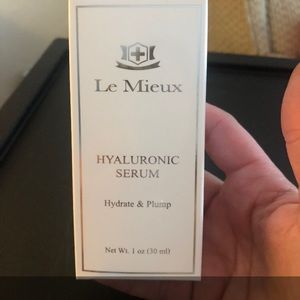 Le Mieux
HYALURONIC
SERUM
Hydrate & Plump
Net Wt. 1 oz (30 ml)